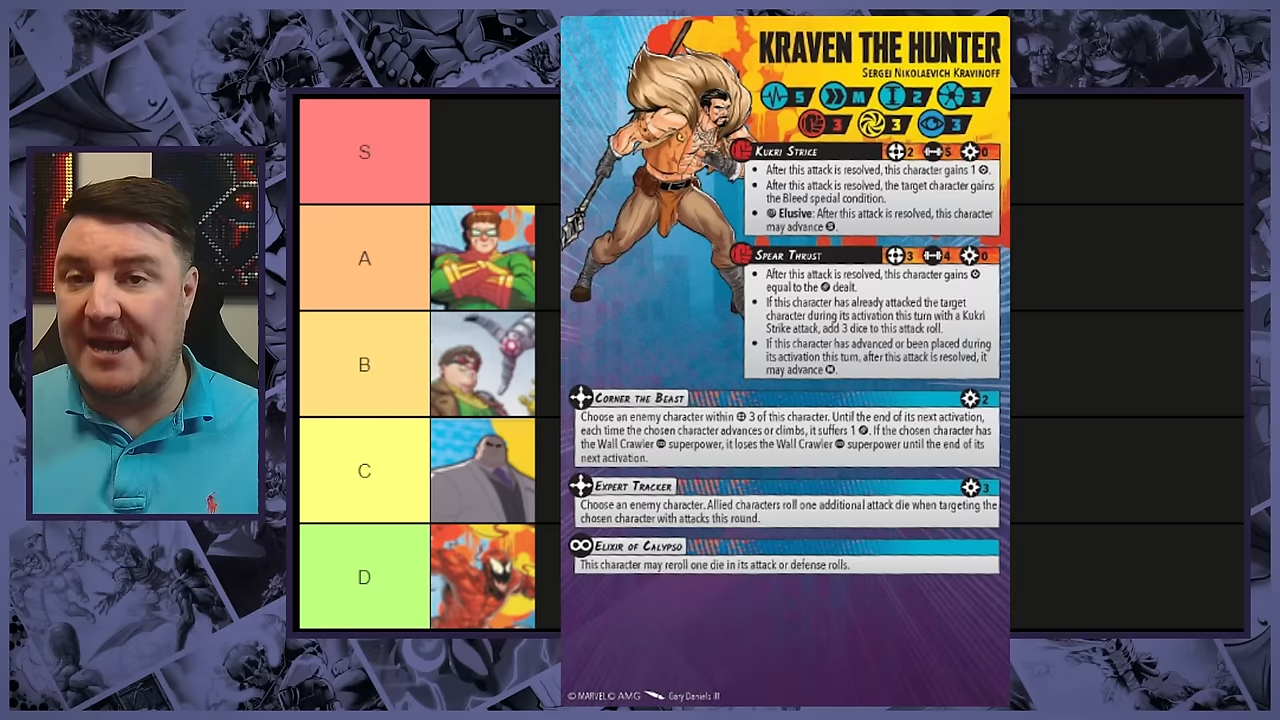 S
A
B
C
D
KRAVEN THE HUNTER
SERGEI NIKOLAEVICH KRAVINOFF
5 M 2 3
3 3 3
KUKRI STRICE 2 5 0
After this attack is resolved, this character gains 1
After this attack is resolved, the target character gains
the Bleed special condition.
Elusive: After this attack is resolved, this character
may advance S.
SPEAR THRUST 3 4 0
After this attack is resolved, this character gains
equal to the dealt.
If this character has already attacked the target
character during its activation this turn with a Kukri
Strike attack, add 3 dice to this attack roll.
If this character has advanced or been placed during
its activation this turn, after this attack is resolved, it
may advance
CORNER THE BEAST 2
Choose an enemy character within 3 of this character. Until the end of its next activation,
each time the chosen character advances or climbs, it suffers 1 . If the chosen character has
the Wall Crawler superpower, it loses the Wall Crawler superpower until the end of its
next activation.
EXPERT TRACKER 3
Choose an enemy character. Allied characters roll one additional attack die when targeting the
chosen character with attacks this round.
ELIXIR OF CALYPSO
This character may reroll one die in its attack or defense rolls.
© MARVEL © AMG Gary Daniels III